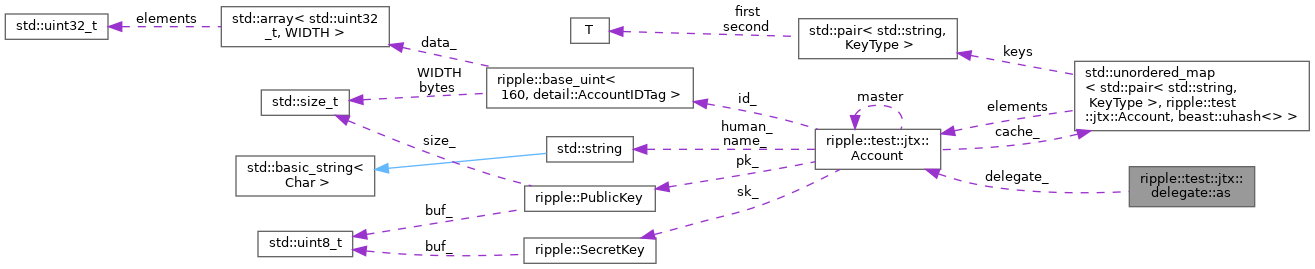 std::uint32_t
elements
std::array< std::uint32
_t, WIDTH >
data_
first
second
T
std::pair< std::string,
KeyType >
keys
WIDTH
bytes
std::size_t
ripple::base_uint<
160, detail::AccountIDTag >
id_
master
std::unordered_map
< std::pair< std::string,
KeyType >, ripple::test
::jtx::Account, beast::uhash<> >
elements
cache_
size_
std::string
human_
name_
ripple::test::jtx::
Account
std::basic_string<
Char >
pk_
sk_
delegate_
ripple::test::jtx::
delegate::as
ripple::PublicKey
buf_
std::uint8_t
buf_
ripple::SecretKey